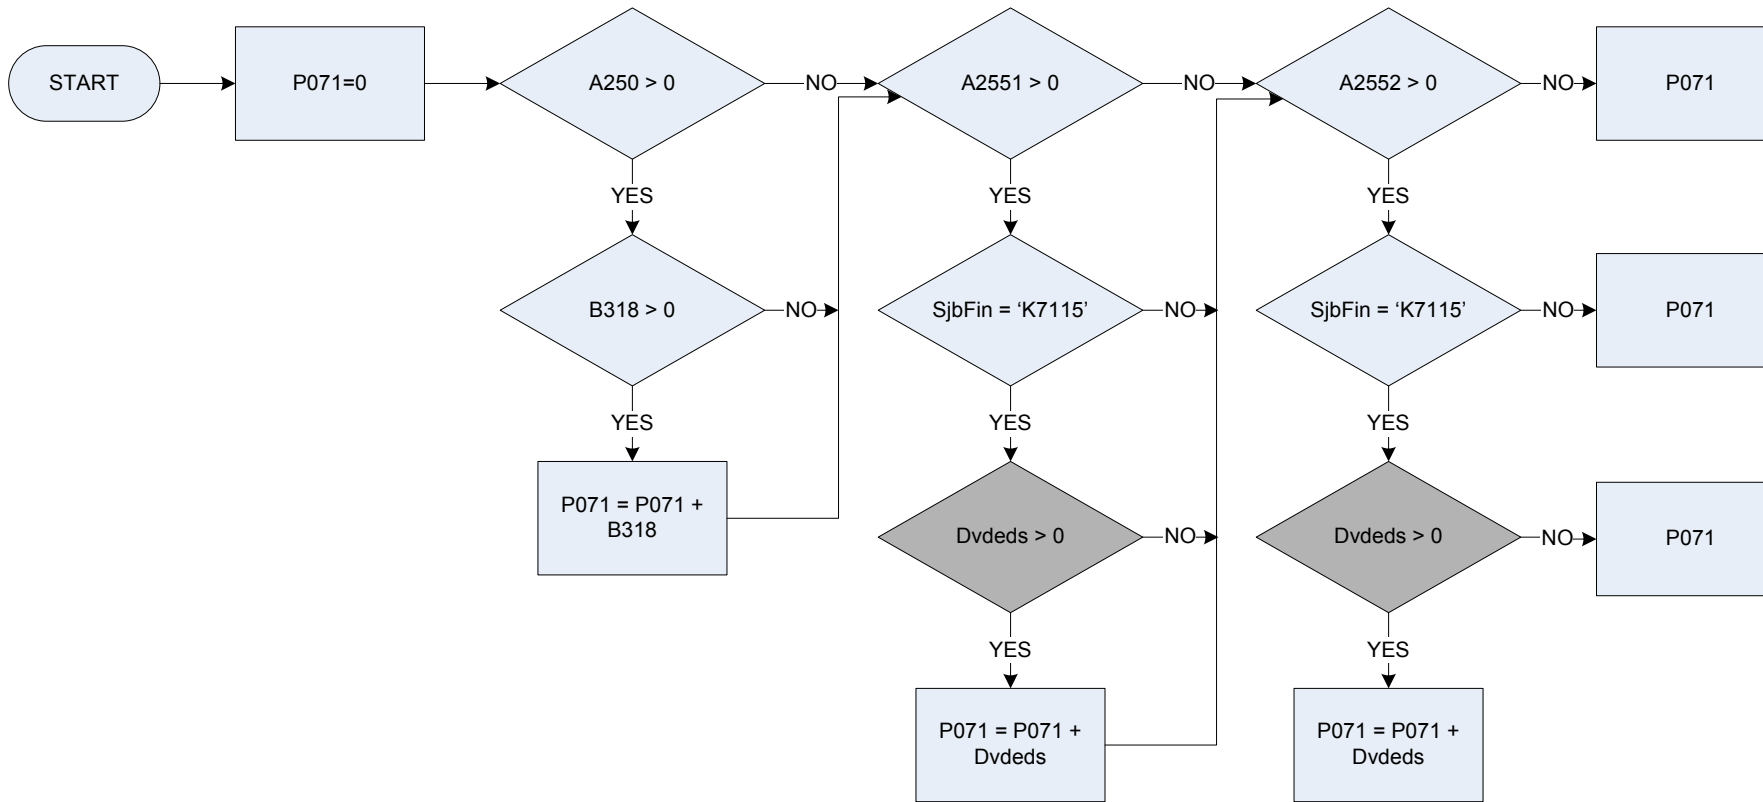 START
P071=0
A250 > 0
NO
A2551 > 0
NO
A2552 > 0
NO
P071
YES
YES
YES
B318 > 0
NO
SjbFin = ‘K7115’
NO
SjbFin = ‘K7115’
NO
P071
YES
YES
YES
P071 = P071 +
B318
Dvdeds > 0
NO
Dvdeds > 0
NO
P071
YES
YES
P071 = P071 +
Dvdeds
P071 = P071 +
Dvdeds